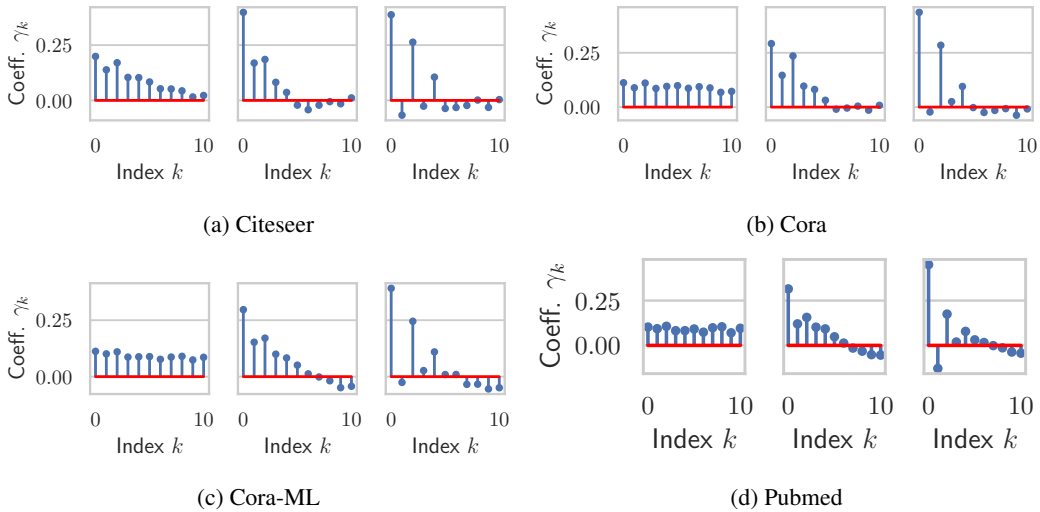 Coeff. γk
0.25
0.00
0 10 0 10 0 10
Index k Index k Index k
(a) Citeseer
Coeff. γk
0.25
0.00
0 10 0 10 0 10
Index k Index k Index k
(b) Cora
Coeff. γk
0.25
0.00
0 10 0 10 0 10
Index k Index k Index k
(c) Cora-ML
Coeff. γk
0.25
0.00
0 10 0 10 0 10
Index k Index k Index k
(d) Pubmed